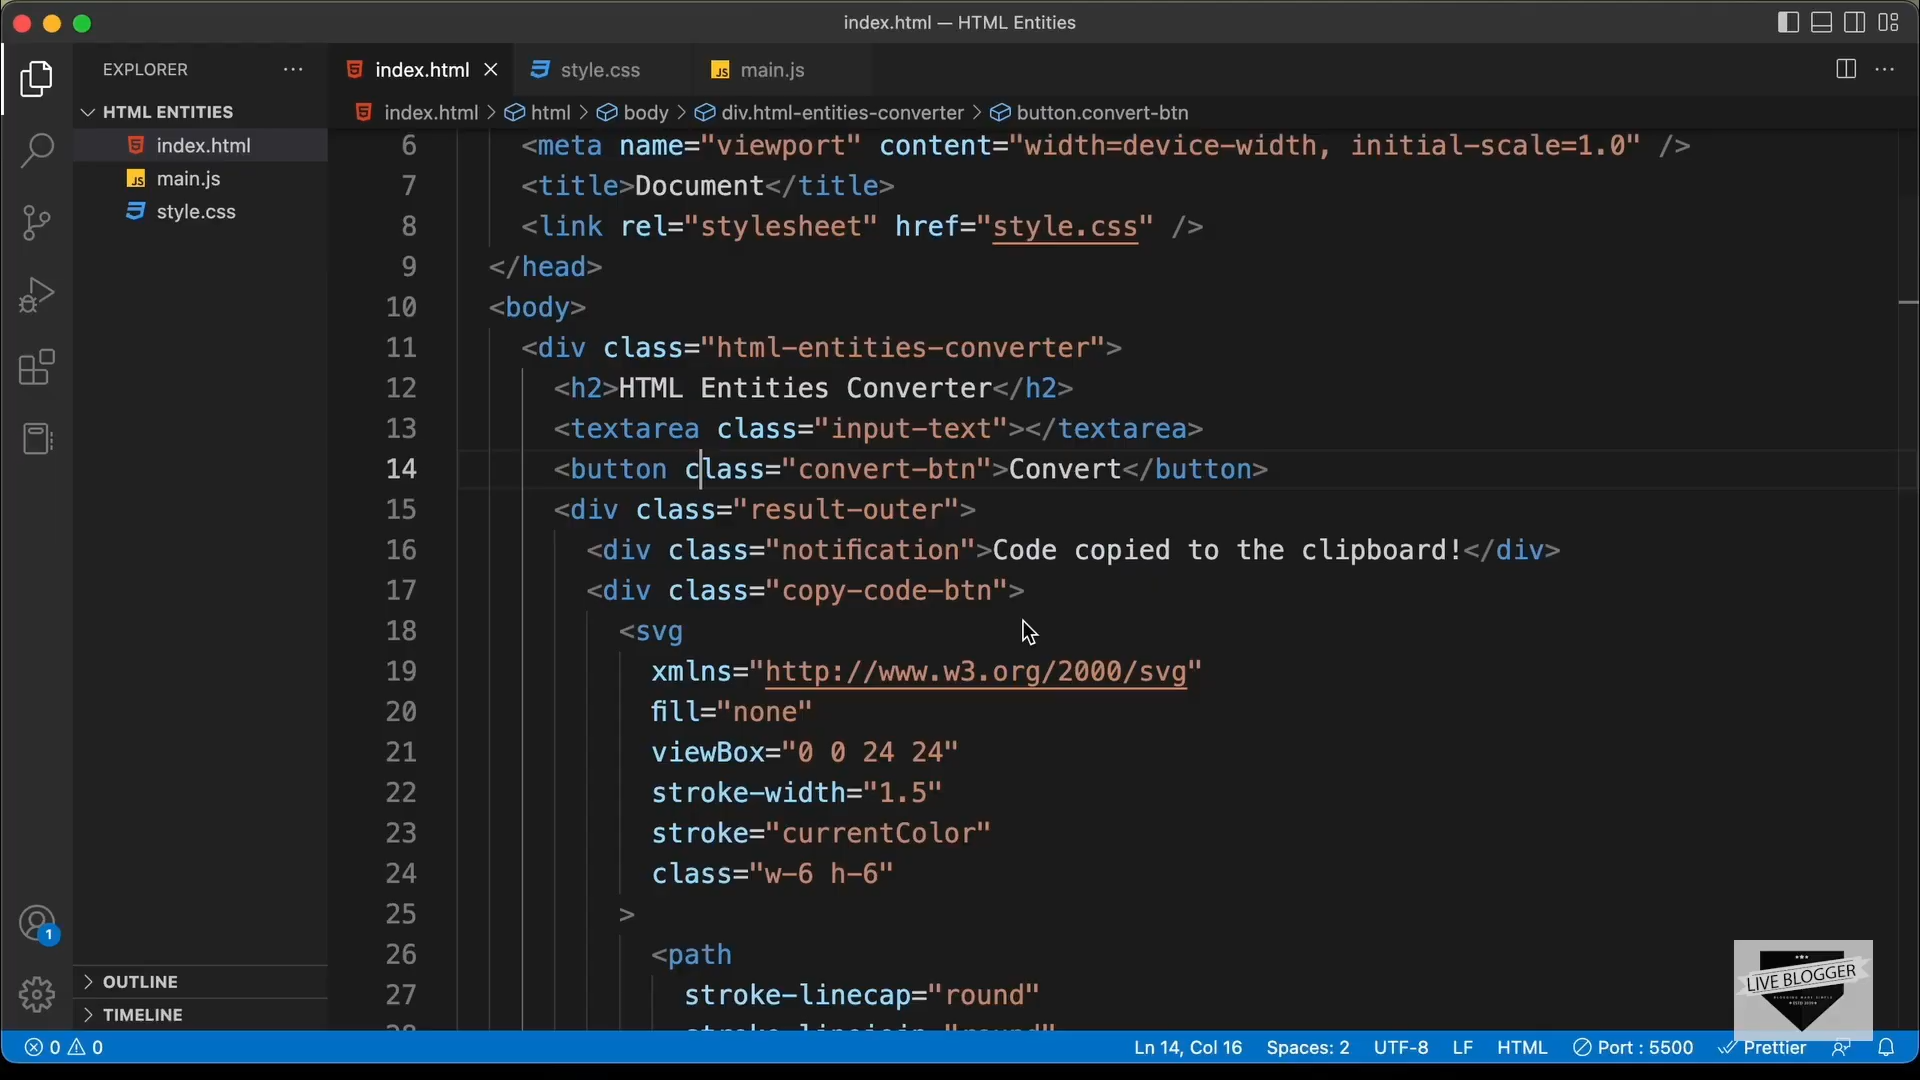 index.html — HTML Entities
EXPLORER
index.html
style.css
main.js
HTML ENTITIES
index.html > html > body > div.html-entities-converter > button.convert-btn
index.html
main.js
style.css
6 <meta name="viewport" content="width=device-width, initial-scale=1.0" />
7 <title>Document</title>
8 <link rel="stylesheet" href="style.css" />
9 </head>
10 <body>
11 <div class="html-entities-converter">
12 <h2>HTML Entities Converter</h2>
13 <textarea class="input-text"></textarea>
14 <button class="convert-btn">Convert</button>
15 <div class="result-outer">
16 <div class="notification">Code copied to the clipboard!</div>
17 <div class="copy-code-btn">
18 <svg
19 xmlns="http://www.w3.org/2000/svg"
20 fill="none"
21 viewBox="0 0 24 24"
22 stroke-width="1.5"
23 stroke="currentColor"
24 class="w-6 h-6"
25 >
26 <path
27 stroke-linecap="round"
28 stroke-linejoin="round"
1
OUTLINE
TIMELINE
LIVE BLOGGER
0 0
Ln 14, Col 16 Spaces: 2 UTF-8 LF HTML Port : 5500 Prettier